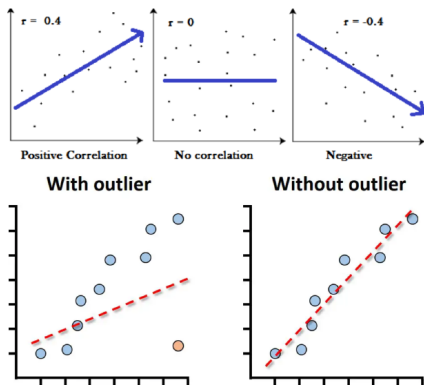 r = 0.4
r = 0
r = -0.4
Positive Correlation
No correlation
Negative
With outlier
Without outlier